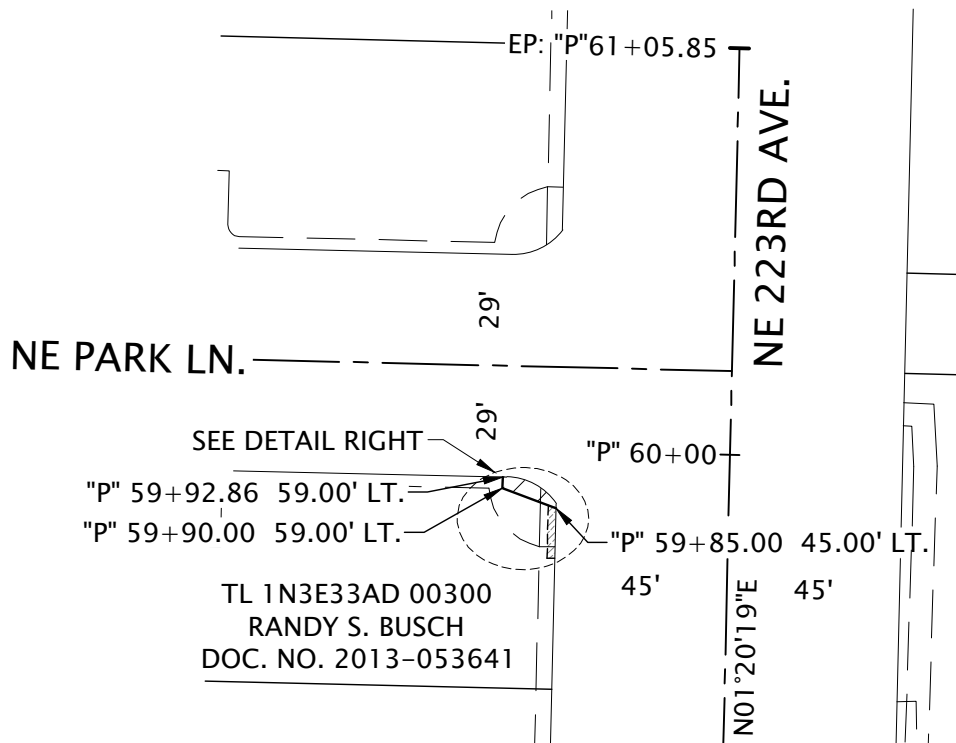 EP: "P"61+05.85
NE 223RD AVE.
29'
NE PARK LN.
29'
SEE DETAIL RIGHT
"P" 60+00
"P" 59+92.86 59.00' LT.
"P" 59+90.00 59.00' LT.
"P" 59+85.00 45.00' LT.
45'
45'
N01°20'19"E
TL 1N3E33AD 00300
RANDY S. BUSCH
DOC. NO. 2013-053641